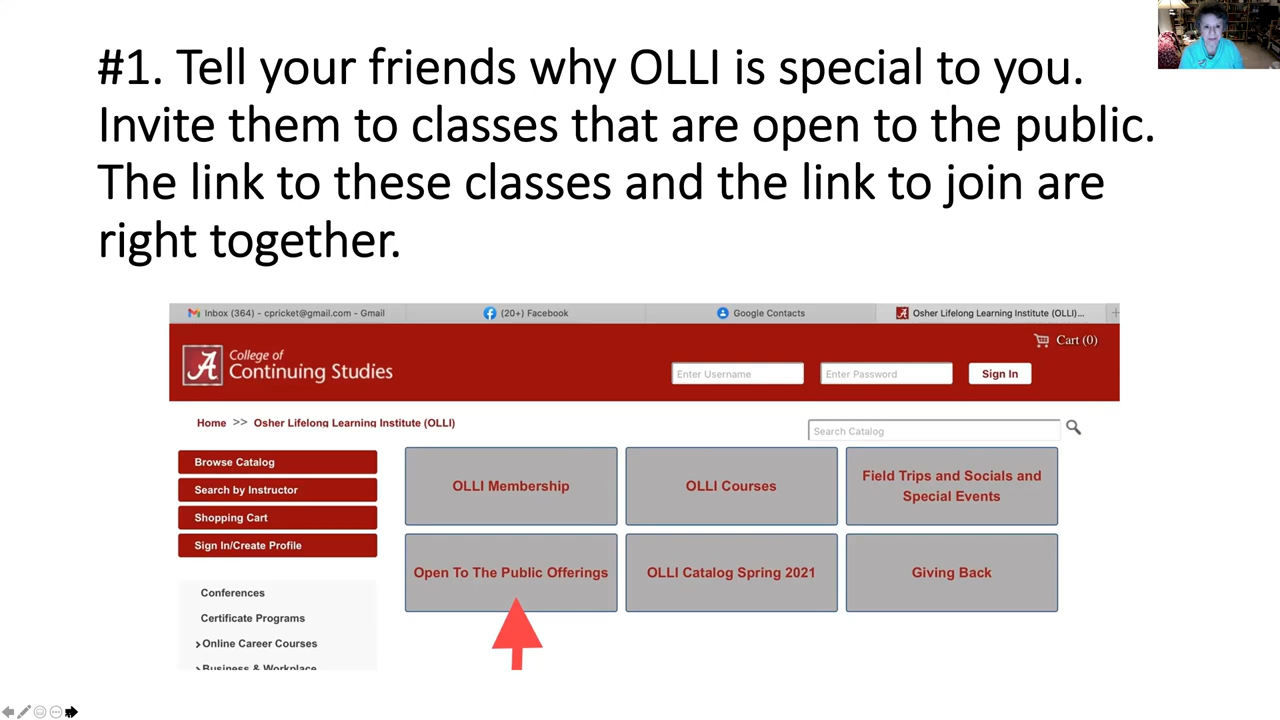 #1. Tell your friends why OLLI is special to you.
Invite them to classes that are open to the public.
The link to these classes and the link to join are
right together.
Inbox (364) - cpricket@gmail.com - Gmail
(20+) Facebook
Google Contacts
Osher Lifelong Learning Institute (OLLI)...
Cart (0)
College of
Continuing Studies
Enter Username
Enter Password
Sign In
Home >> Osher Lifelong Learning Institute (OLLI)
Search Catalog
Browse Catalog
Search by Instructor
Shopping Cart
Sign In/Create Profile
OLLI Membership
OLLI Courses
Field Trips and Socials and
Special Events
Open To The Public Offerings
OLLI Catalog Spring 2021
Giving Back
Conferences
Certificate Programs
Online Career Courses
Business & Workplace